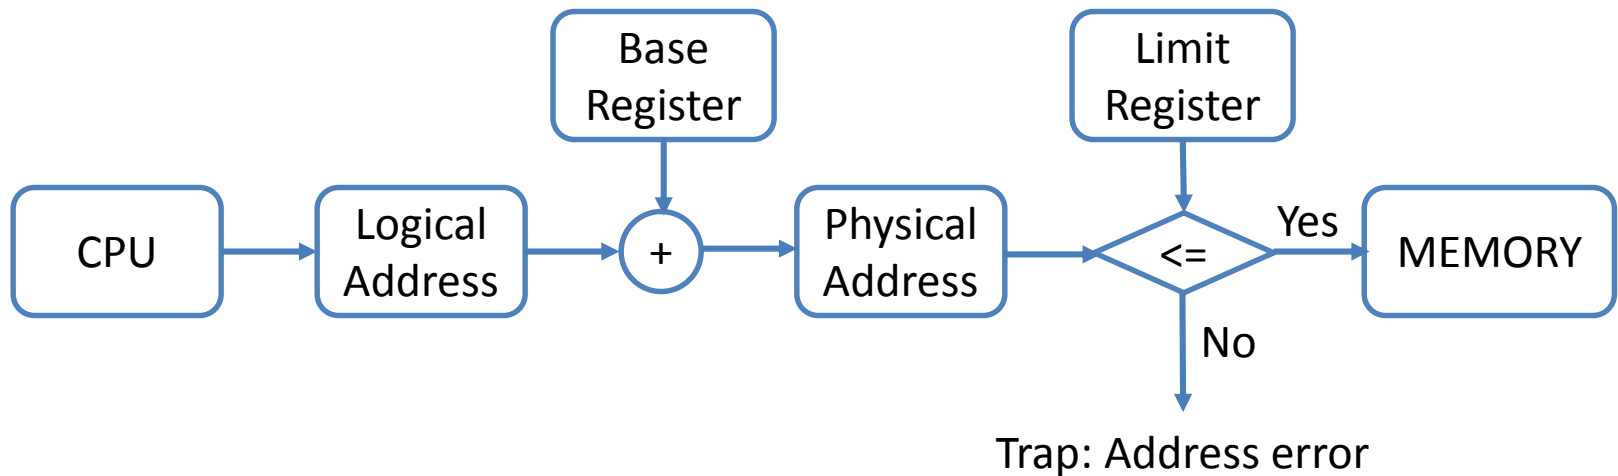 Base
Register
Limit
Register
CPU
Logical
Address
+
Physical
Address
<=
Yes
MEMORY
No
Trap: Address error